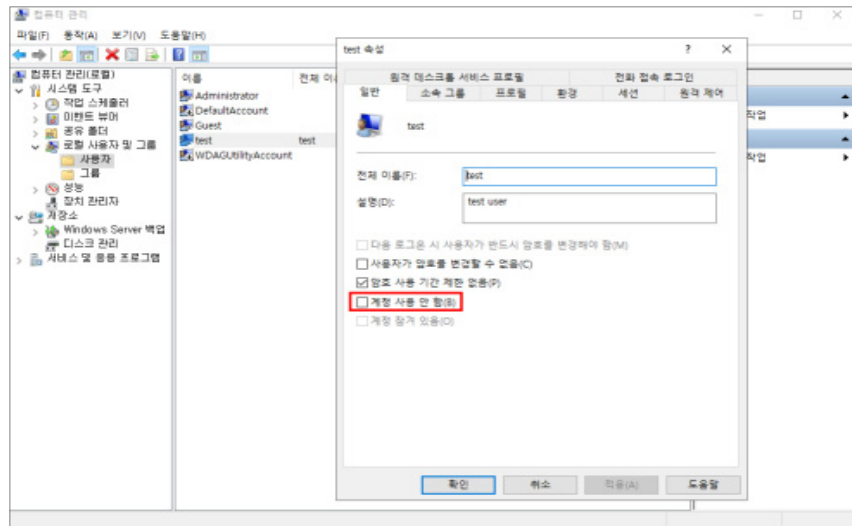 컴퓨터 관리
파일(F) 동작(A) 보기(V) 도움말(H)
컴퓨터 관리(로컬)
시스템 도구
작업 스케줄러
이벤트 뷰어
공유 폴더
로컬 사용자 및 그룹
사용자
그룹
성능
장치 관리자
저장소
Windows Server 백업
디스크 관리
서비스 및 응용 프로그램
이름 전체 이
Administrator
DefaultAccount
Guest
test test
WDAGUtilityAccount
test 속성
원격 데스크톱 서비스 프로필 전화 접속 로그인
일반 소속 그룹 프로필 환경 세션 원격 제어
test
전체 이름(F): test
설명(D): test user
다음 로그온 시 사용자가 반드시 암호를 변경해야 함(M)
사용자가 암호를 변경할 수 없음(C)
암호 사용 기간 제한 없음(P)
계정 사용 안 함(B)
계정 잠겨 있음(O)
확인 취소 적용(A) 도움말
작업
작업